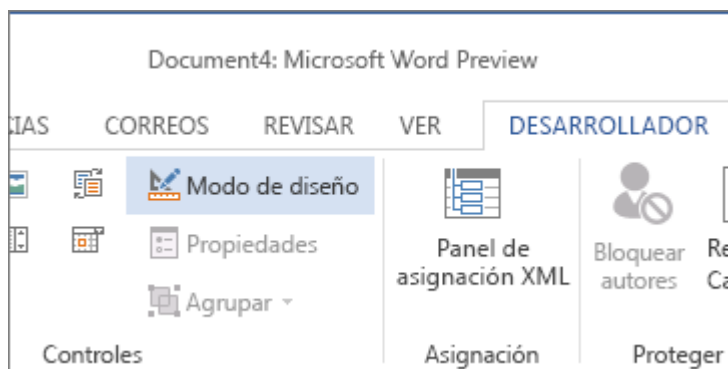 Document4: Microsoft Word Preview
CIAS CORREOS REVISAR VER DESARROLLADOR
Modo de diseño
Propiedades
Agrupar
Panel de
asignación XML
Bloquear
autores
Controles Asignación Proteger